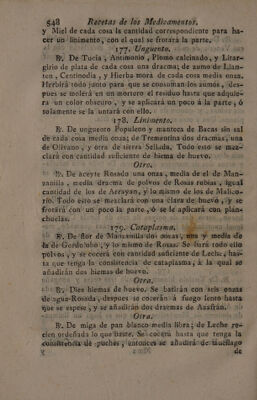 548 Recetas de los Medicamentos.
y Miel de cada cosa la cantidad correspondiente para ha-
cer un linimento, con el qual se frotará la parte.
177. Unguento.
℞. De Tucia, Antimonio, Plomo calcinado, y Litar-
girio de plata de cada cosa una dracma; de zumo de Llan-
ten, Centinodia, y Hierba mora de cada cosa media onza.
Herbirá todo junto para que se consuman los zumos, des-
pues se molerá en un mortero el residuo hasta que adquie-
ra un color obscuro, y se aplicará un poco á la parte, ó
solamente se la untará con ello.
178. Linimento.
℞. De unguento Populeon y manteca de Bacas sin sal
de cada cosa media onza; de Trementina dos dracmas, una
de Olivano, y otra de tierra Sellada. Todo esto se mez-
clará con cantidad suficiente de hiema de huevo.
Otro.
℞. De aceyte Rosado una onza, media de el de Man-
zanilla, media dracma de polvos de Rosas rubias, igual
cantidad de los de Arrayan, y lo mismo de los de Malico-
rio. Todo esto se mezclará con una clara de huevo, y se
frotará con un poco la parte, ó se le aplicará con plan-
chuelas.
179. Cataplasma.
℞. De flor de Manzanilla dos onzas, una y media de
la de Gordolobo, y lo mismo de Rosas. Se hará todo ello
polvos, y se cocerá con cantidad suficiente de Leche, has-
ta que tenga la consistencia de cataplasma, á la qual se
añadirán dos hiemas de huevo.
Otra.
℞. Diez hiemas de huevo. Se batirán con seis onzas
de agua Rosada, despues se cocerán á fuego lento hasta
que se espese, y se añadirán dos dracmas de Azafrán.
Otra.
℞. De miga de pan blanco media libra; de Leche re-
cien ordeñada lo que baste. Se cocerá hasta que tenga la
consistencia de puches, entonces se añadirá de mucilago
de